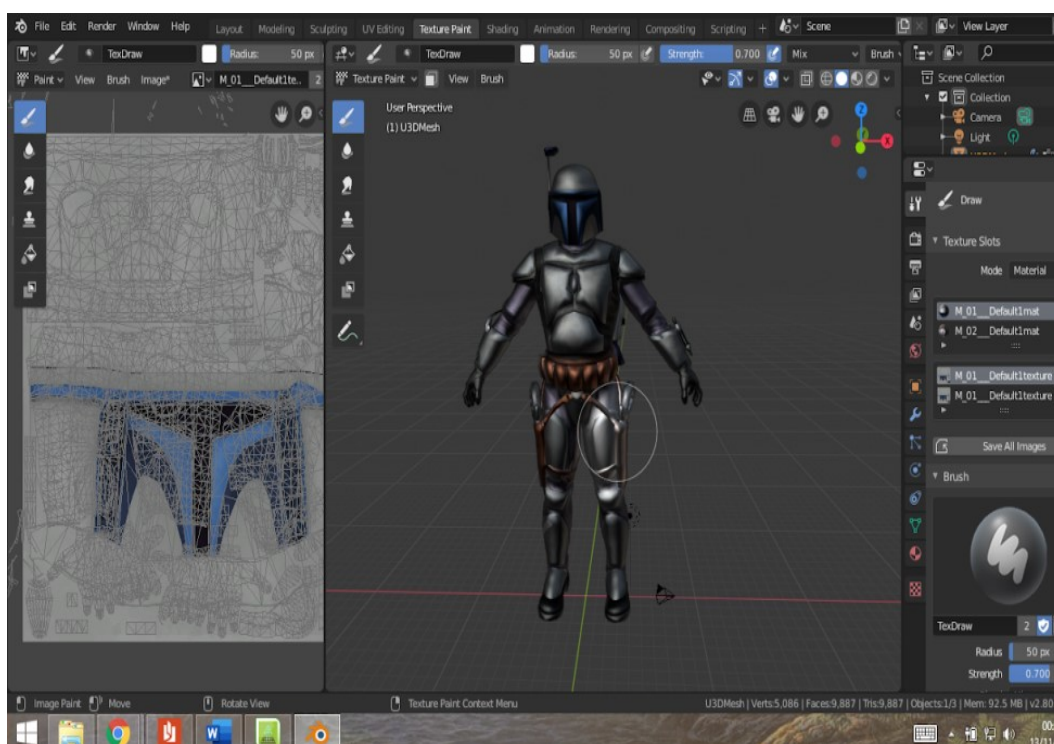 File Edit Render Window Help Layout Modeling Sculpting UV Editing Texture Paint Shading Animation Rendering Compositing Scripting + Scene View Layer
TexDraw Radius: 50 px TexDraw Radius: 50 px Strength: 0.700 Mix Brush
Paint View Brush Image* M_01__Default1te.. 2 Texture Paint View Brush
Scene Collection
Collection
Camera
Light
User Perspective
(1) U3DMesh
Z
X
Draw
Texture Slots
Mode Material
M_01__Default1mat
M_02__Default1mat
M_01__Default1texture
M_01__Default1texture
Save All Images
Brush
TexDraw 2
Radius 50 px
Strength 0.700
Image Paint Move Rotate View Texture Paint Context Menu U3DMesh | Verts:5,086 | Faces:9,887 | Tris:9,887 | Objects:1/3 | Mem: 92.5 MB | v2.80
W